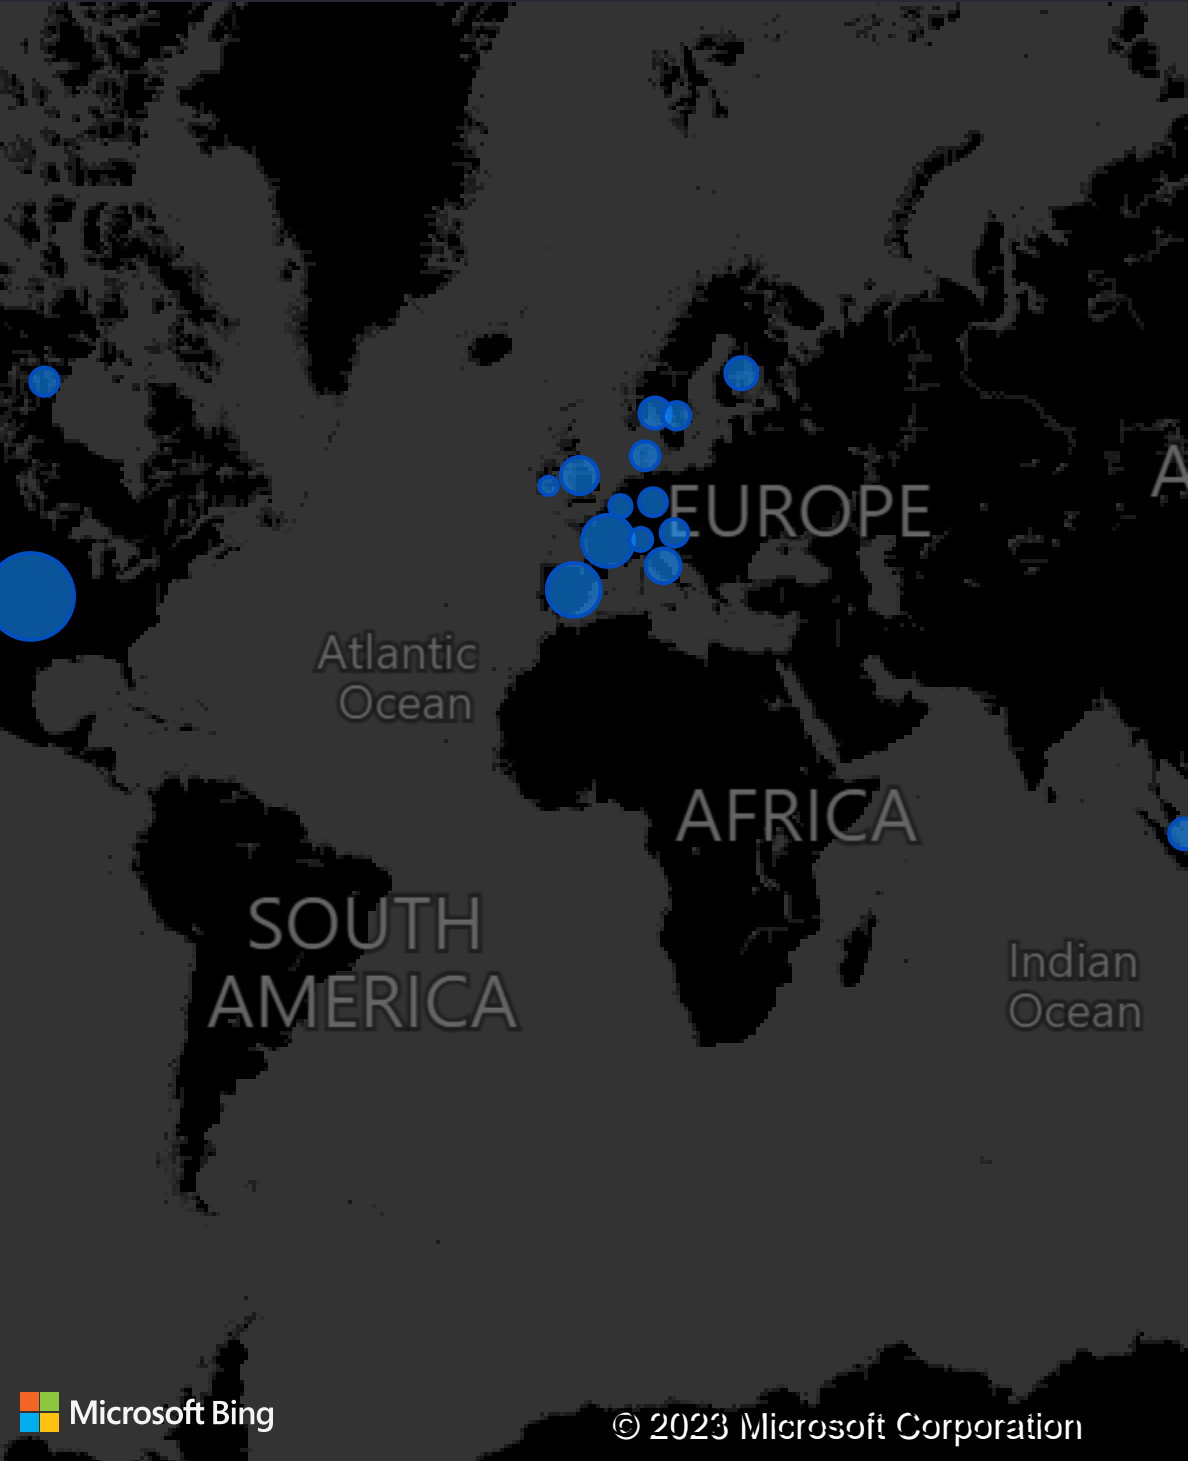 EUROPE
A
Atlantic
Ocean
AFRICA
SOUTH
AMERICA
Indian
Ocean
Microsoft Bing
© 2023 Microsoft Corporation